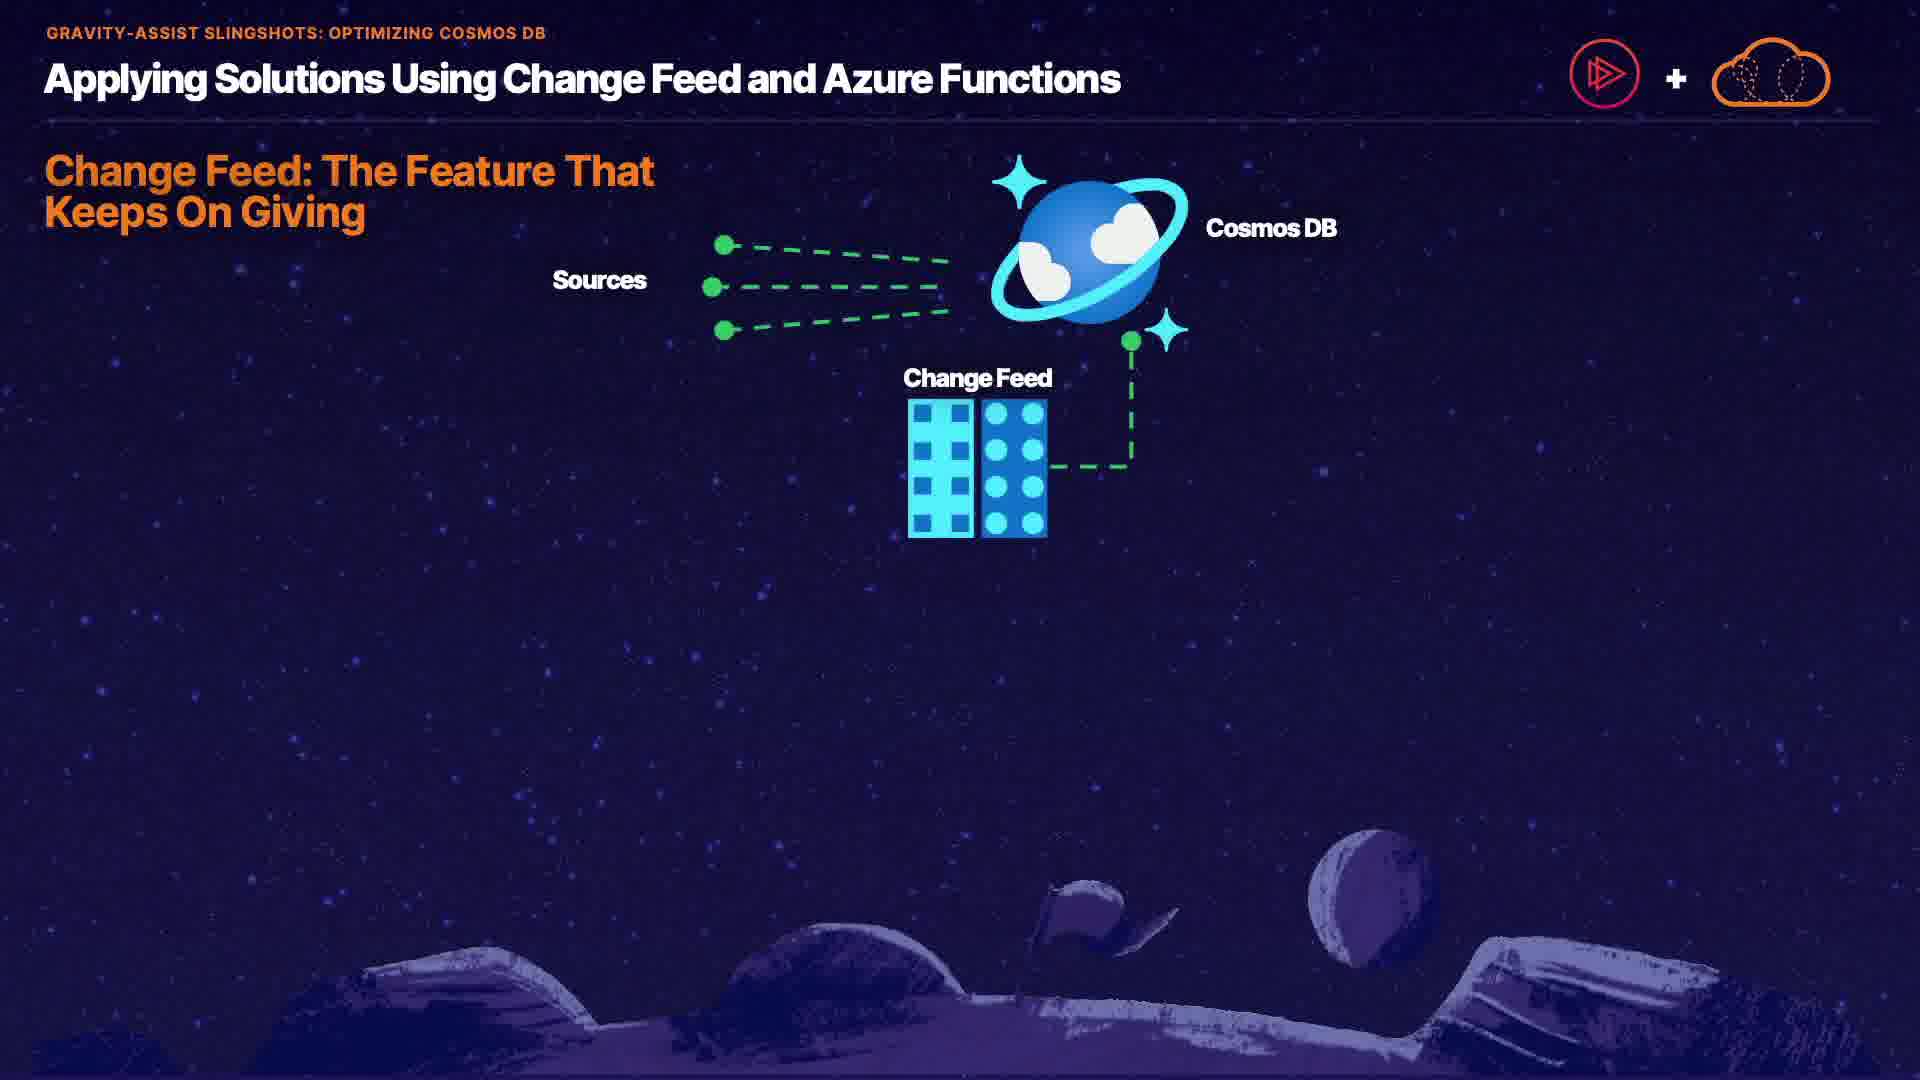 GRAVITY-ASSIST SLINGSHOTS: OPTIMIZING COSMOS DB
Applying Solutions Using Change Feed and Azure Functions
+
Change Feed: The Feature That
Keeps On Giving
Cosmos DB
Sources
Change Feed